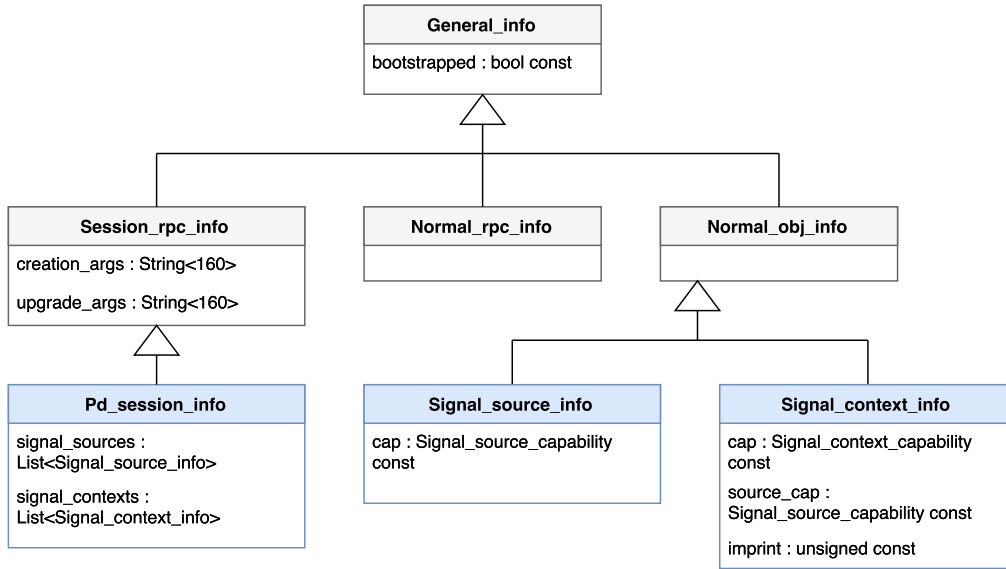 General_info
bootstrapped : bool const
Session_rpc_info
creation_args : String<160>
upgrade_args : String<160>
Normal_rpc_info
Normal_obj_info
Pd_session_info
signal_sources :
List<Signal_source_info>
signal_contexts :
List<Signal_context_info>
Signal_source_info
cap : Signal_source_capability
const
Signal_context_info
cap : Signal_context_capability
const
source_cap :
Signal_source_capability const
imprint : unsigned const